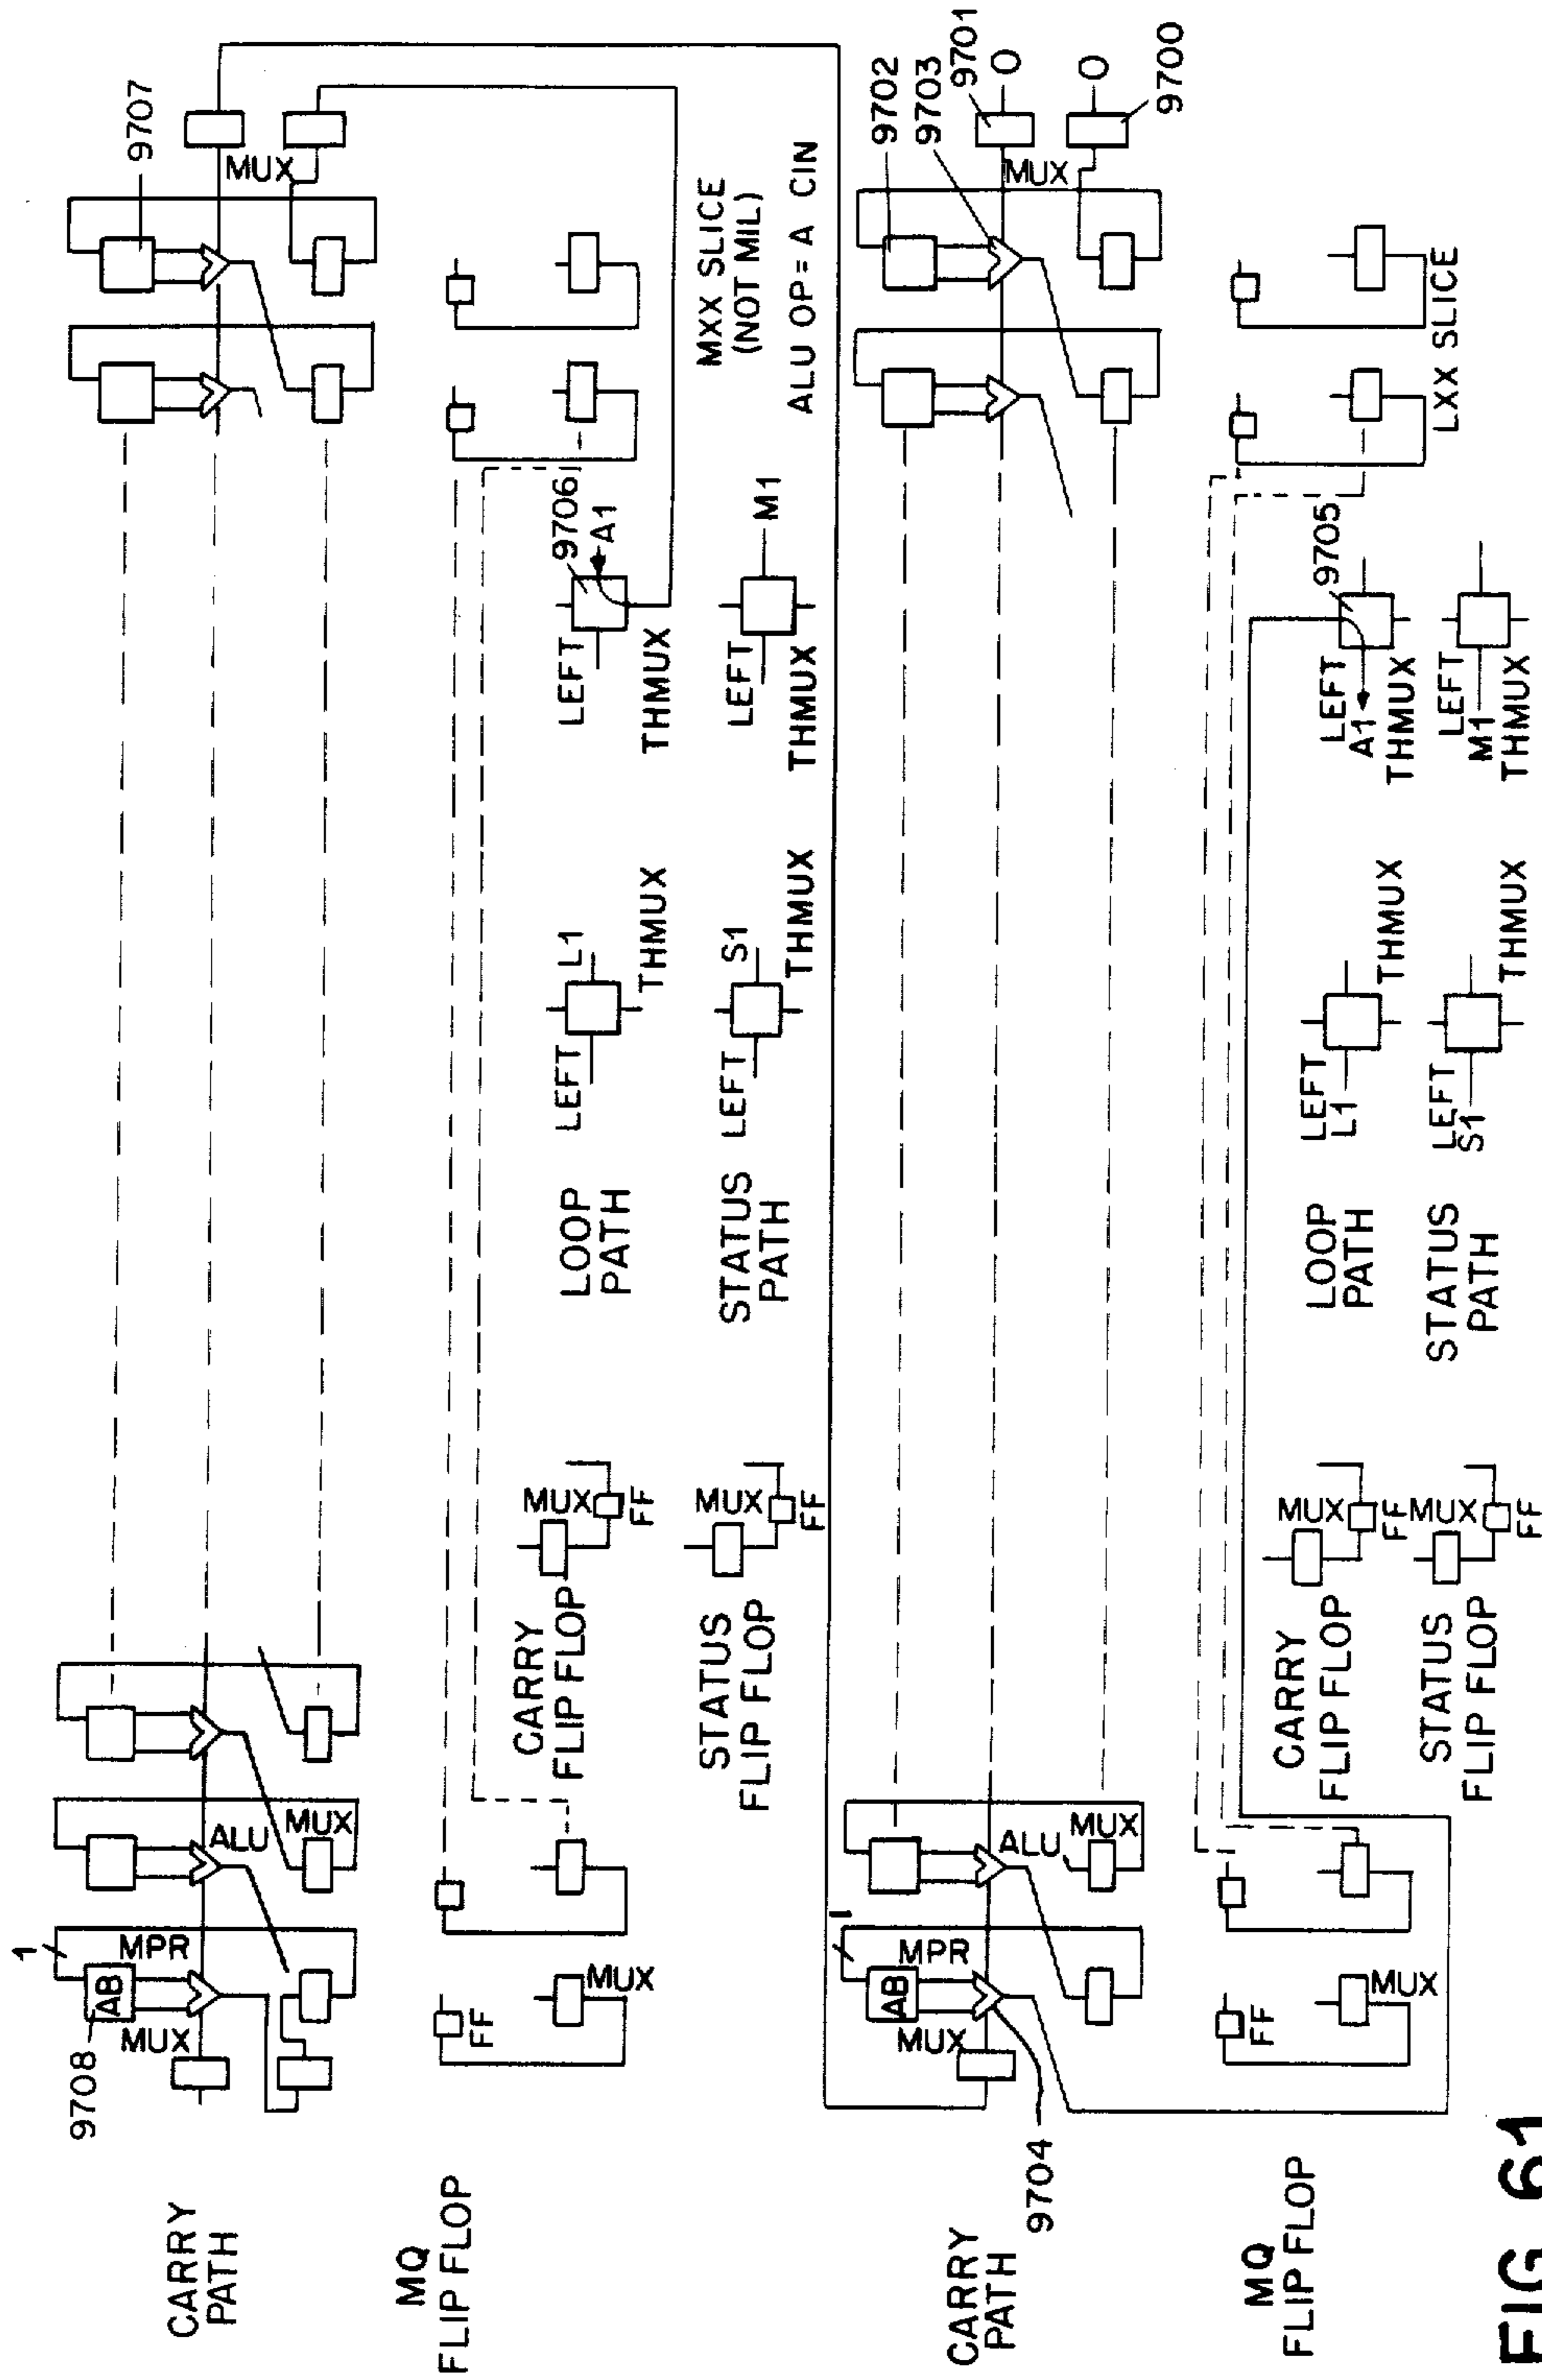 9707
MUX
1
MPR
AB
9708
MUX
ALU
MUX
CARRY
PATH
MQ
FLIP FLOP
FF
MUX
9706
A1
LEFT
THMUX
LEFT
L1
THMUX
LOOP
PATH
MUX
FF
CARRY
FLIP FLOP
M1
LEFT
THMUX
LEFT
S1
THMUX
STATUS
PATH
MUX
FF
STATUS
FLIP FLOP
MXX SLICE
(NOT MIL)
ALU OP = A CIN
9702
9703
9701
O
O
9700
MUX
1
MPR
AB
MUX
ALU
MUX
9704
CARRY
PATH
MQ
FLIP FLOP
FF
MUX
9705
LEFT
A1
THMUX
LEFT
L1
THMUX
LOOP
PATH
MUX
FF
CARRY
FLIP FLOP
LEFT
M1
THMUX
LEFT
S1
THMUX
STATUS
PATH
MUX
FF
STATUS
FLIP FLOP
LXX SLICE
FIG 61